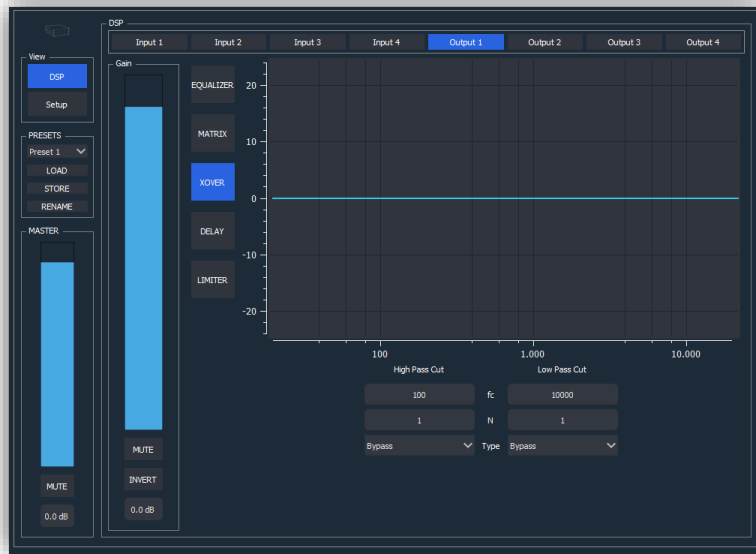 DSP
Input 1 Input 2 Input 3 Input 4 Output 1 Output 2 Output 3 Output 4
View
DSP
Setup
PRESETS
Preset 1
LOAD
STORE
RENAME
MASTER
MUTE
0.0 dB
Gain
MUTE
INVERT
0.0 dB
EQUALIZER
MATRIX
XOVER
DELAY
LIMITER
20
10
0
-10
-20
100 1.000 10.000
High Pass Cut Low Pass Cut
100 fc 10000
1 N 1
Bypass Type Bypass